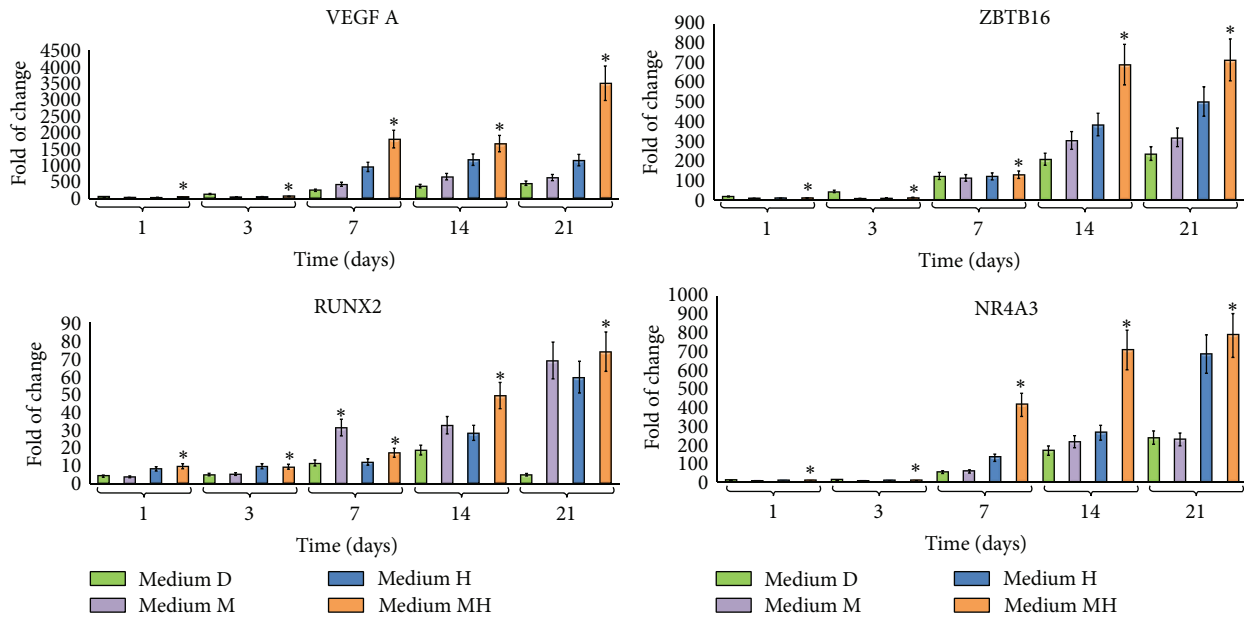 VEGF A
Fold of change
4500
4000
3500
3000
2500
2000
1500
1000
500
0
* * * * *
1 3 7 14 21
Time (days)
ZBTB16
Fold of change
900
800
700
600
500
400
300
200
100
0
* * * * *
1 3 7 14 21
Time (days)
RUNX2
Fold of change
90
80
70
60
50
40
30
20
10
0
* * * * * *
1 3 7 14 21
Time (days)
NR4A3
Fold of change
1000
900
800
700
600
500
400
300
200
100
0
* * * * *
1 3 7 14 21
Time (days)
Medium D Medium H
Medium M Medium MH
Medium D Medium H
Medium M Medium MH